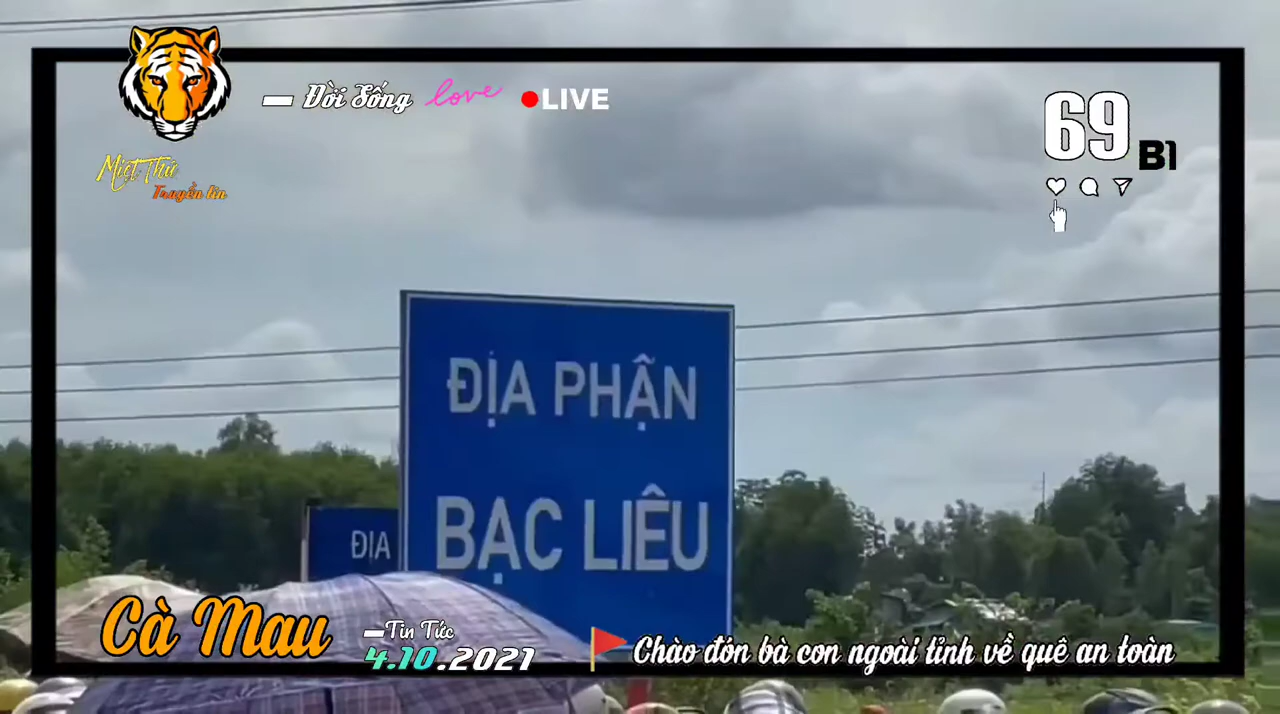 Đời Sống love LIVE
69 B1
Miệt Thứ
Truyền tin
ĐỊA PHẬN
BẠC LIÊU
ĐỊA
Cà Mau
Tin Tức
4.10.2021
Chào đón bà con ngoài tỉnh về quê an toàn